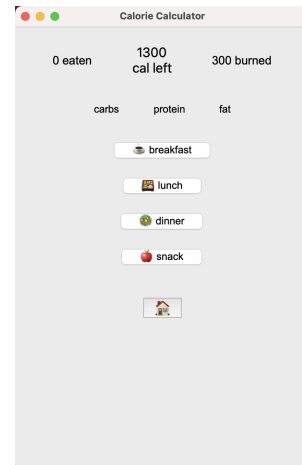 Calorie Calculator
0 eaten
1300
cal left
300 burned
carbs protein fat
breakfast
lunch
dinner
snack